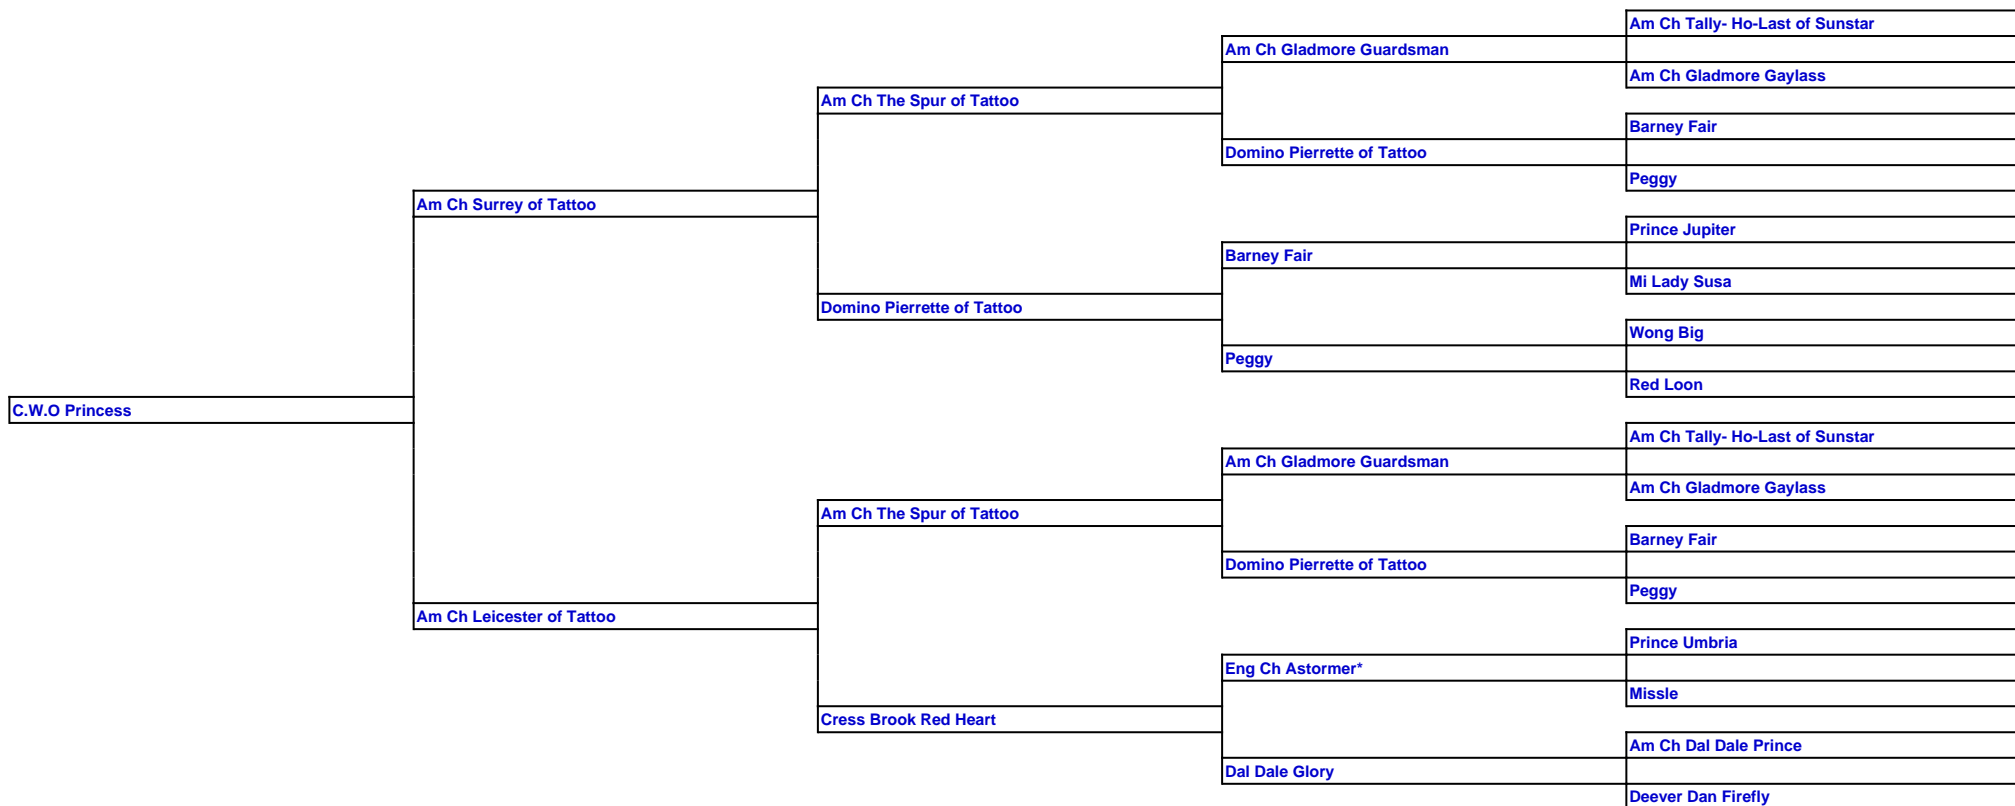 Am Ch Tally- Ho-Last of Sunstar
Am Ch Gladmore Guardsman
Am Ch Gladmore Gaylass
Am Ch The Spur of Tattoo
Barney Fair
Domino Pierrette of Tattoo
Peggy
Am Ch Surrey of Tattoo
Prince Jupiter
Barney Fair
Mi Lady Susa
Domino Pierrette of Tattoo
Wong Big
Peggy
Red Loon
C.W.O Princess
Am Ch Tally- Ho-Last of Sunstar
Am Ch Gladmore Guardsman
Am Ch Gladmore Gaylass
Am Ch The Spur of Tattoo
Barney Fair
Domino Pierrette of Tattoo
Peggy
Am Ch Leicester of Tattoo
Prince Umbria
Eng Ch Astormer*
Missle
Cress Brook Red Heart
Am Ch Dal Dale Prince
Dal Dale Glory
Deever Dan Firefly